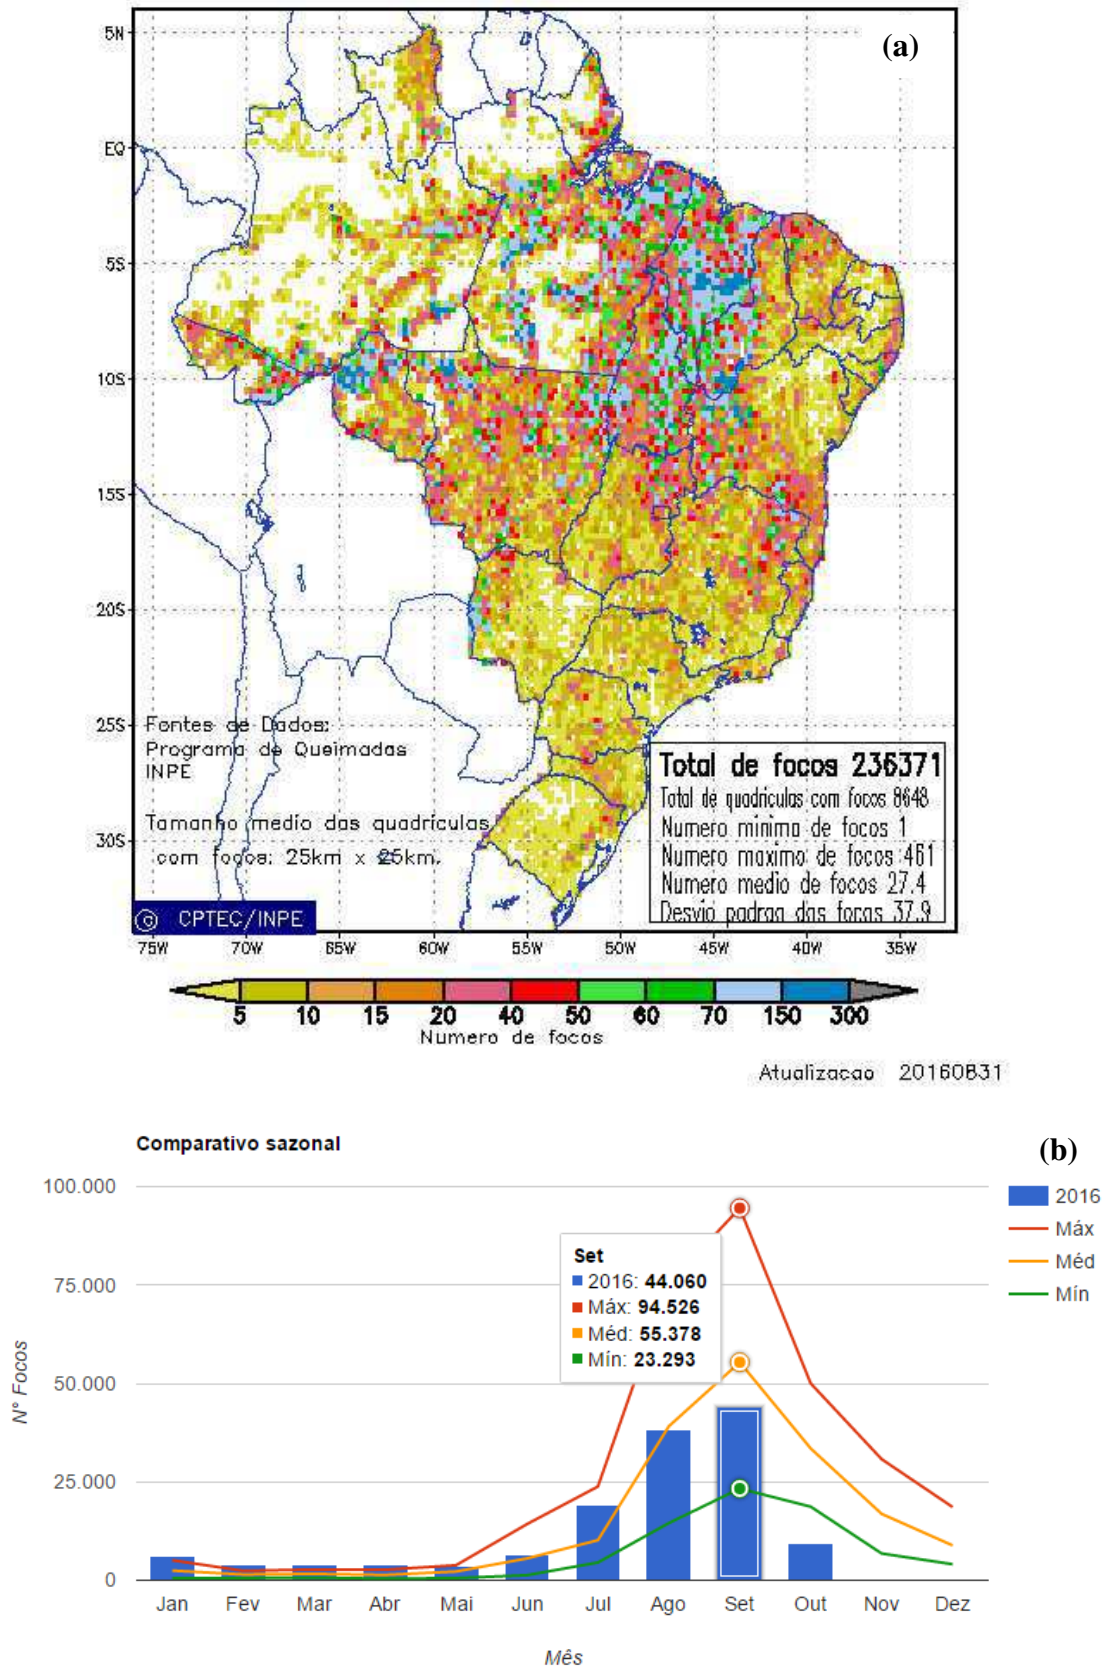 (a)
5N
EQ
5S
10S
15S
20S
25S
30S
Fontes de Dados:
Programa de Queimadas
INPE
Tamanho medio das quadriculas
com focos: 25km x 25km.
Total de focos 236371
Total de quadriculas com focos 8648
Numero minimo de focos 1
Numero maximo de focos 461
Numero medio de focos 27.4
Desvio padrao dos focos 37.9
© CPTEC/INPE
75W 70W 65W 60W 55W 50W 45W 40W 35W
5 10 15 20 40 50 60 70 150 300
Numero de focos
Atualizacao 20160831
Comparativo sazonal
(b)
100.000
75.000
50.000
25.000
0
N° Focos
2016
Máx
Méd
Mín
Set
2016: 44.060
Máx: 94.526
Méd: 55.378
Mín: 23.293
Jan Fev Mar Abr Mai Jun Jul Ago Set Out Nov Dez
Mês